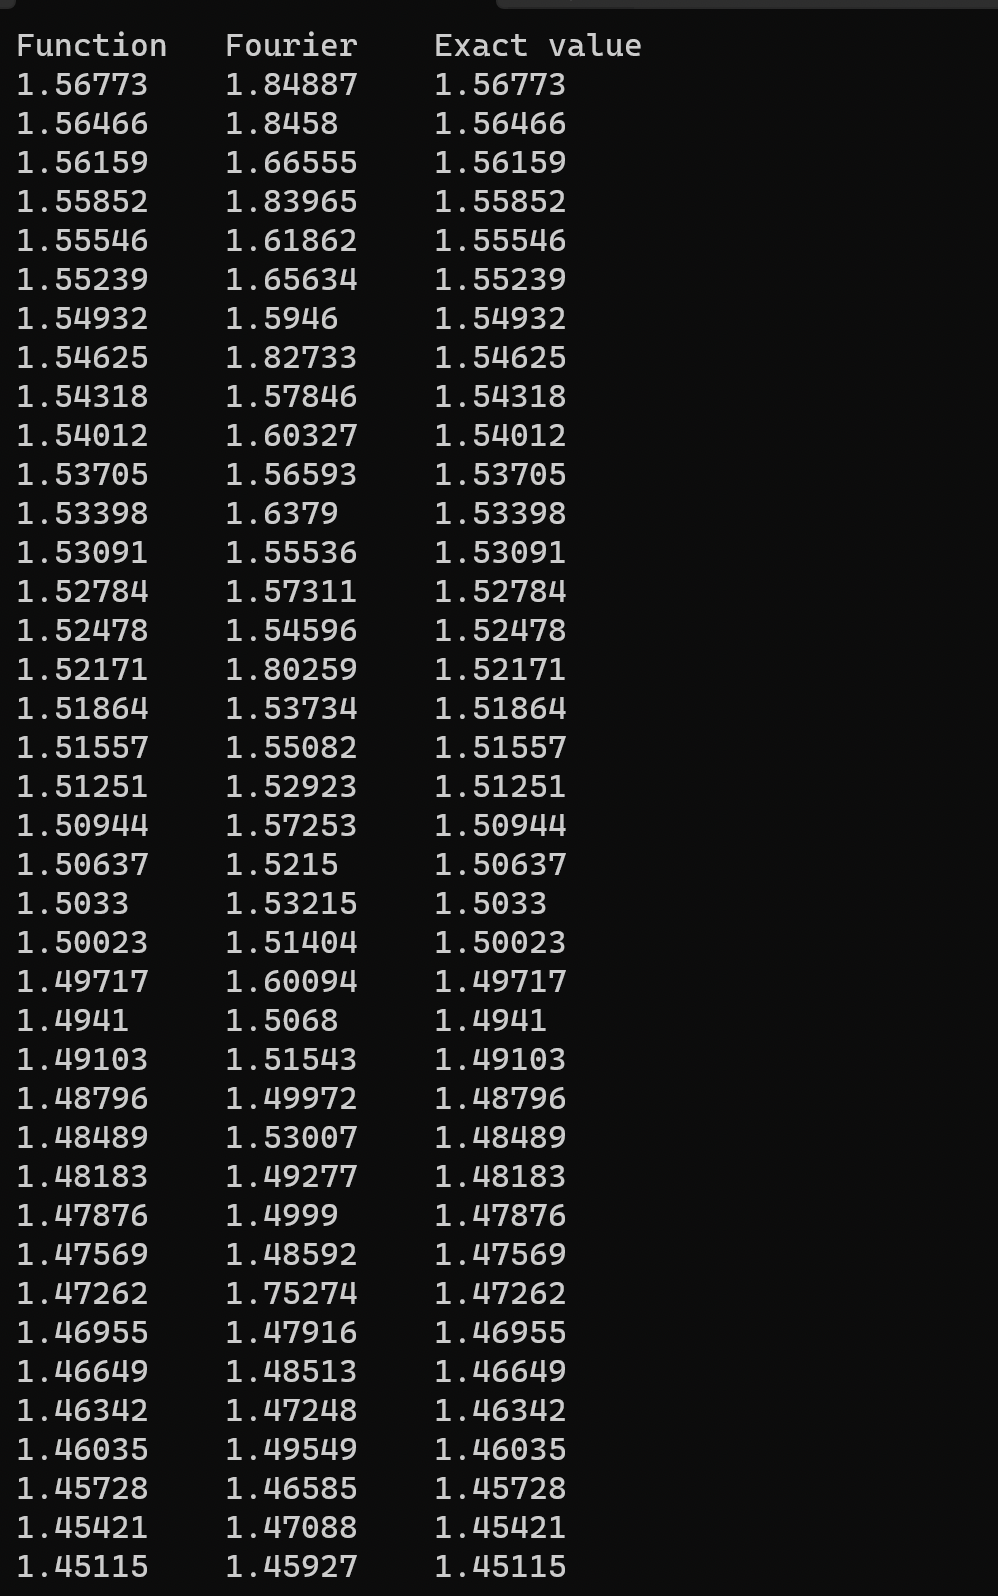 Function Fourier Exact value
1.56773 1.84887 1.56773
1.56466 1.8458 1.56466
1.56159 1.66555 1.56159
1.55852 1.83965 1.55852
1.55546 1.61862 1.55546
1.55239 1.65634 1.55239
1.54932 1.5946 1.54932
1.54625 1.82733 1.54625
1.54318 1.57846 1.54318
1.54012 1.60327 1.54012
1.53705 1.56593 1.53705
1.53398 1.6379 1.53398
1.53091 1.55536 1.53091
1.52784 1.57311 1.52784
1.52478 1.54596 1.52478
1.52171 1.80259 1.52171
1.51864 1.53734 1.51864
1.51557 1.55082 1.51557
1.51251 1.52923 1.51251
1.50944 1.57253 1.50944
1.50637 1.5215 1.50637
1.5033 1.53215 1.5033
1.50023 1.51404 1.50023
1.49717 1.60094 1.49717
1.4941 1.5068 1.4941
1.49103 1.51543 1.49103
1.48796 1.49972 1.48796
1.48489 1.53007 1.48489
1.48183 1.49277 1.48183
1.47876 1.4999 1.47876
1.47569 1.48592 1.47569
1.47262 1.75274 1.47262
1.46955 1.47916 1.46955
1.46649 1.48513 1.46649
1.46342 1.47248 1.46342
1.46035 1.49549 1.46035
1.45728 1.46585 1.45728
1.45421 1.47088 1.45421
1.45115 1.45927 1.45115